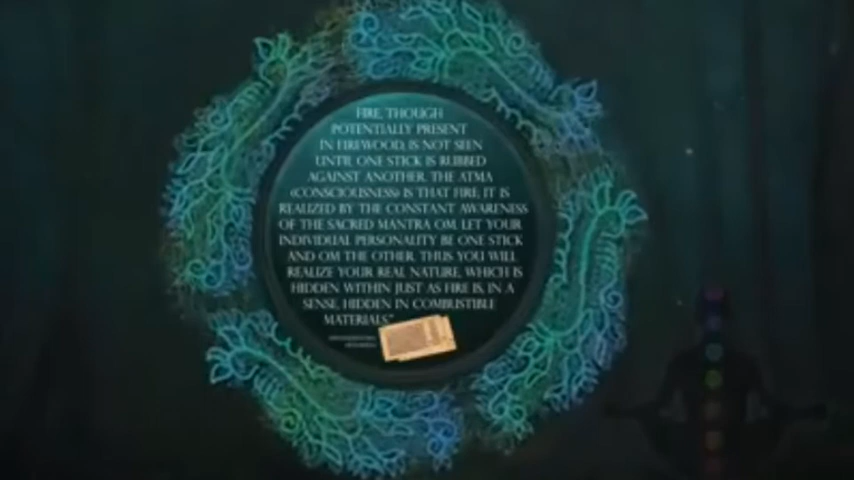 FIRE, THOUGH
POTENTIALLY PRESENT
IN FIREWOOD, IS NOT SEEN
UNTIL ONE STICK IS RUBBED
AGAINST ANOTHER. THE ATMA
(CONSCIOUSNESS) IS THAT FIRE; IT IS
REALIZED BY THE CONSTANT AWARENESS
OF THE SACRED MANTRA OM. LET YOUR
INDIVIDUAL PERSONALITY BE ONE STICK
AND OM THE OTHER. THUS YOU WILL
REALIZE YOUR REAL NATURE, WHICH IS
HIDDEN WITHIN JUST AS FIRE IS, IN A
SENSE, HIDDEN IN COMBUSTIBLE
MATERIALS."